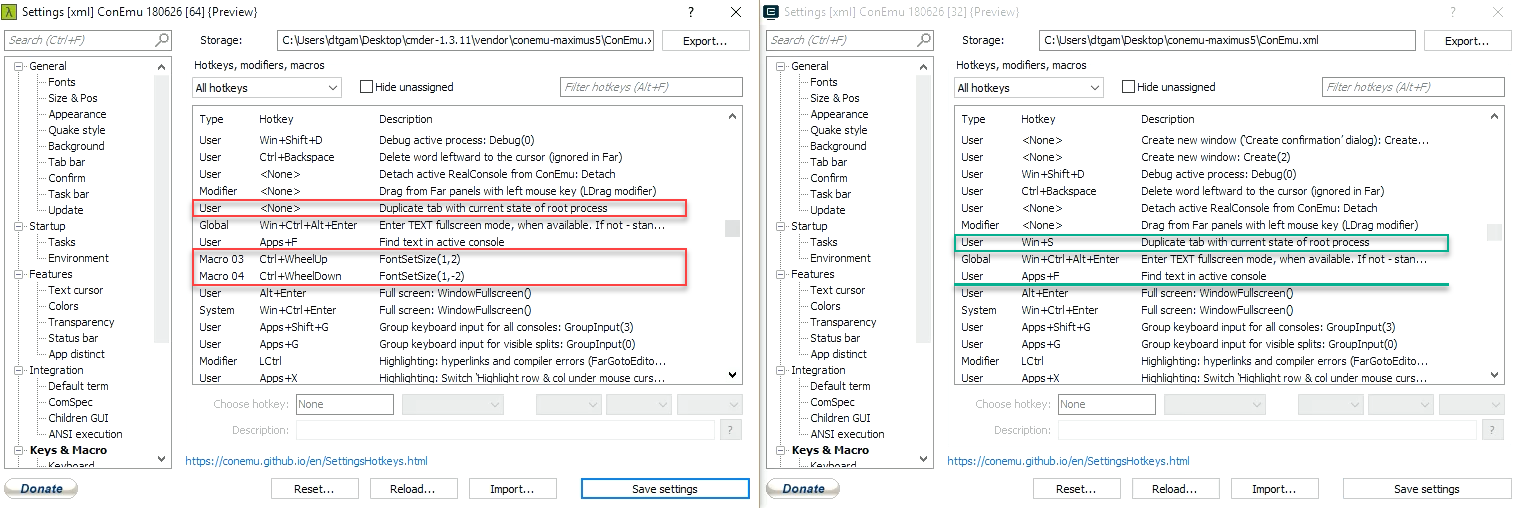 Settings [xml] ConEmu 180626 [64] {Preview}
?
Search (Ctrl+F)
General
Fonts
Size & Pos
Appearance
Quake style
Background
Tab bar
Confirm
Task bar
Update
Startup
Tasks
Environment
Features
Text cursor
Colors
Transparency
Status bar
App distinct
Integration
Default term
ComSpec
Children GUI
ANSI execution
Keys & Macro
Keyboard
Storage: C:\Users\dtgam\Desktop\cmder-1.3.11\vendor\conemu-maximus5\ConEmu.x Export...
Hotkeys, modifiers, macros
All hotkeys Hide unassigned Filter hotkeys (Alt+F)
Type Hotkey Description
User Win+Shift+D Debug active process: Debug(0)
User Ctrl+Backspace Delete word leftward to the cursor (ignored in Far)
User <None> Detach active RealConsole from ConEmu: Detach
Modifier <None> Drag from Far panels with left mouse key (LDrag modifier)
User <None> Duplicate tab with current state of root process
Global Win+Ctrl+Alt+Enter Enter TEXT fullscreen mode, when available. If not - stan...
User Apps+F Find text in active console
Macro 03 Ctrl+WheelUp FontSetSize(1,2)
Macro 04 Ctrl+WheelDown FontSetSize(1,-2)
User Alt+Enter Full screen: WindowFullscreen()
System Win+Ctrl+Enter Full screen: WindowFullscreen()
User Apps+Shift+G Group keyboard input for all consoles: GroupInput(3)
User Apps+G Group keyboard input for visible splits: GroupInput(0)
Modifier LCtrl Highlighting: hyperlinks and compiler errors (FarGotoEdito...
User Apps+X Highlighting: Switch 'Highlight row & col under mouse curs...
Choose hotkey: None
Description: ?
https://conemu.github.io/en/SettingsHotkeys.html
Donate Reset... Reload... Import... Save settings
Settings [xml] ConEmu 180626 [32] {Preview}
?
Search (Ctrl+F)
General
Fonts
Size & Pos
Appearance
Quake style
Background
Tab bar
Confirm
Task bar
Update
Startup
Tasks
Environment
Features
Text cursor
Colors
Transparency
Status bar
App distinct
Integration
Default term
ComSpec
Children GUI
ANSI execution
Keys & Macro
Keyboard
Storage: C:\Users\dtgam\Desktop\conemu-maximus5\ConEmu.xml Export...
Hotkeys, modifiers, macros
All hotkeys Hide unassigned Filter hotkeys (Alt+F)
Type Hotkey Description
User <None> Create new window ('Create confirmation' dialog): Create...
User <None> Create new window: Create(2)
User Win+Shift+D Debug active process: Debug(0)
User Ctrl+Backspace Delete word leftward to the cursor (ignored in Far)
User <None> Detach active RealConsole from ConEmu: Detach
Modifier <None> Drag from Far panels with left mouse key (LDrag modifier)
User Win+S Duplicate tab with current state of root process
Global Win+Ctrl+Alt+Enter Enter TEXT fullscreen mode, when available. If not - stan...
User Apps+F Find text in active console
User Alt+Enter Full screen: WindowFullscreen()
System Win+Ctrl+Enter Full screen: WindowFullscreen()
User Apps+Shift+G Group keyboard input for all consoles: GroupInput(3)
User Apps+G Group keyboard input for visible splits: GroupInput(0)
Modifier LCtrl Highlighting: hyperlinks and compiler errors (FarGotoEdito...
User Apps+X Highlighting: Switch 'Highlight row & col under mouse curs...
Choose hotkey: None
Description: ?
https://conemu.github.io/en/SettingsHotkeys.html
Donate Reset... Reload... Import... Save settings